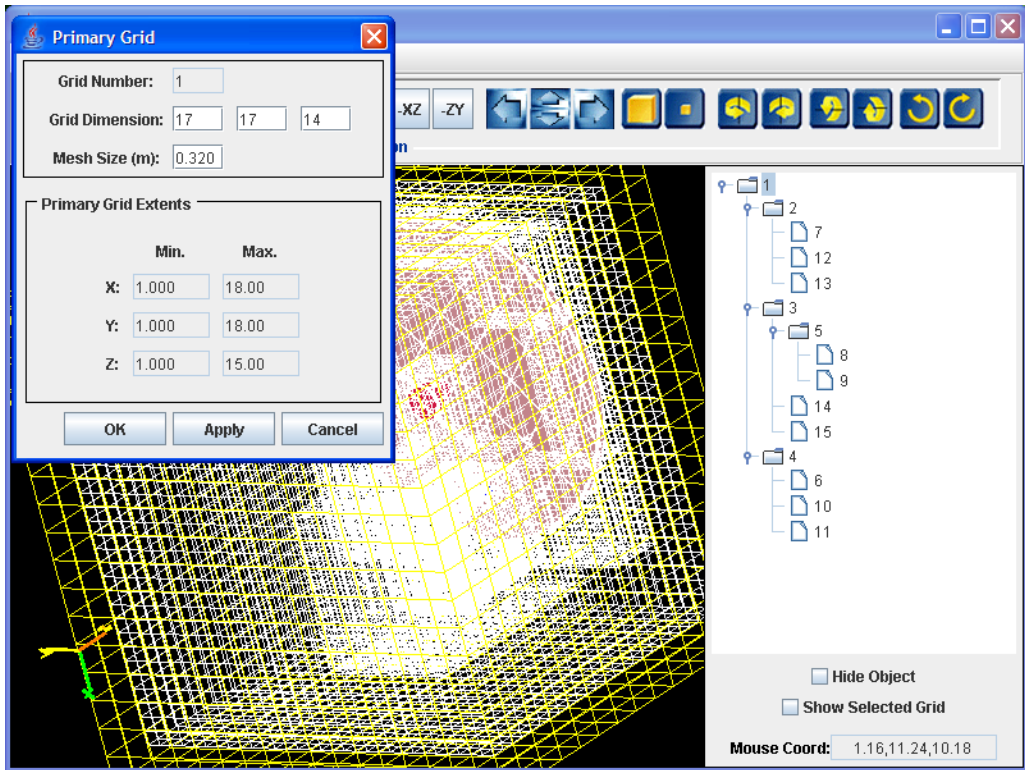 Primary Grid
Grid Number: 1
Grid Dimension: 17 17 14
Mesh Size (m): 0.320
Primary Grid Extents
Min. Max.
X: 1.000 18.00
Y: 1.000 18.00
Z: 1.000 15.00
OK Apply Cancel
-XZ -ZY
1
2
7
12
13
3
5
8
9
14
15
4
6
10
11
Hide Object
Show Selected Grid
Mouse Coord: 1.16,11.24,10.18